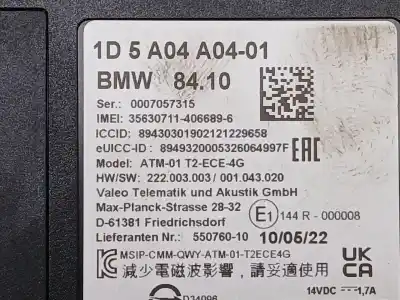 1D 5 A04 A04-01
BMW 84.10
Ser.: 0007057315
IMEI: 35630711-406689-6
ICCID: 89430301902121229658
eUICC-ID : 8949320005326064997F
EAC
Model: ATM-01 T2-ECE-4G
HW/SW: 222.003.003 / 001.043.020
Valeo Telematik und Akustik GmbH
Max-Planck-Strasse 28-32
D-61381 Friedrichsdorf
E1 144 R - 000008
Lieferanten Nr.: 550760-10 10/05/22
MSIP-CMM-QWY-ATM-01-T2ECE4G
減少電磁波影響，請妥適使用
UK CA
D34096
14VDC 1,7A